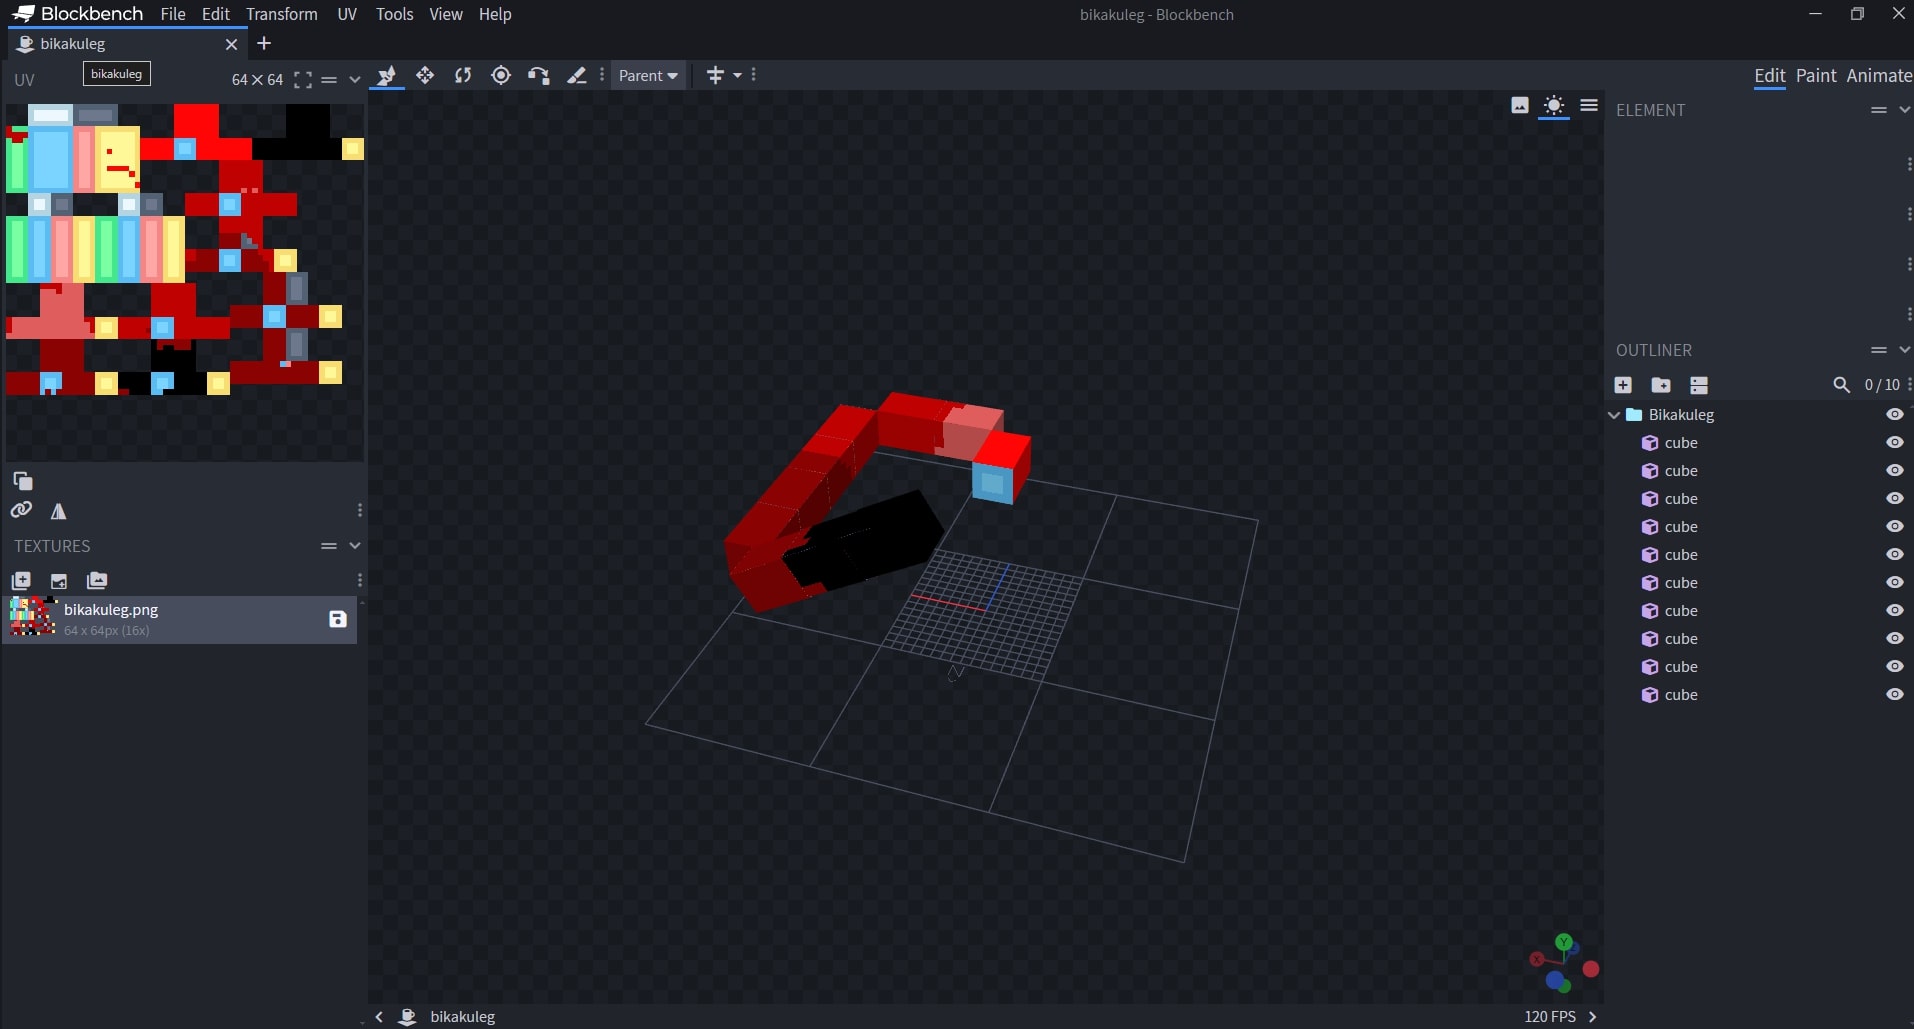 Blockbench File Edit Transform UV Tools View Help bikakuleg - Blockbench
bikakuleg
UV bikakuleg 64 × 64 Parent Edit Paint Animate
ELEMENT
OUTLINER
0 / 10
Bikakuleg
cube
cube
cube
cube
cube
cube
cube
cube
cube
cube
TEXTURES
bikakuleg.png
64 x 64px (16x)
Y
X
bikakuleg 120 FPS